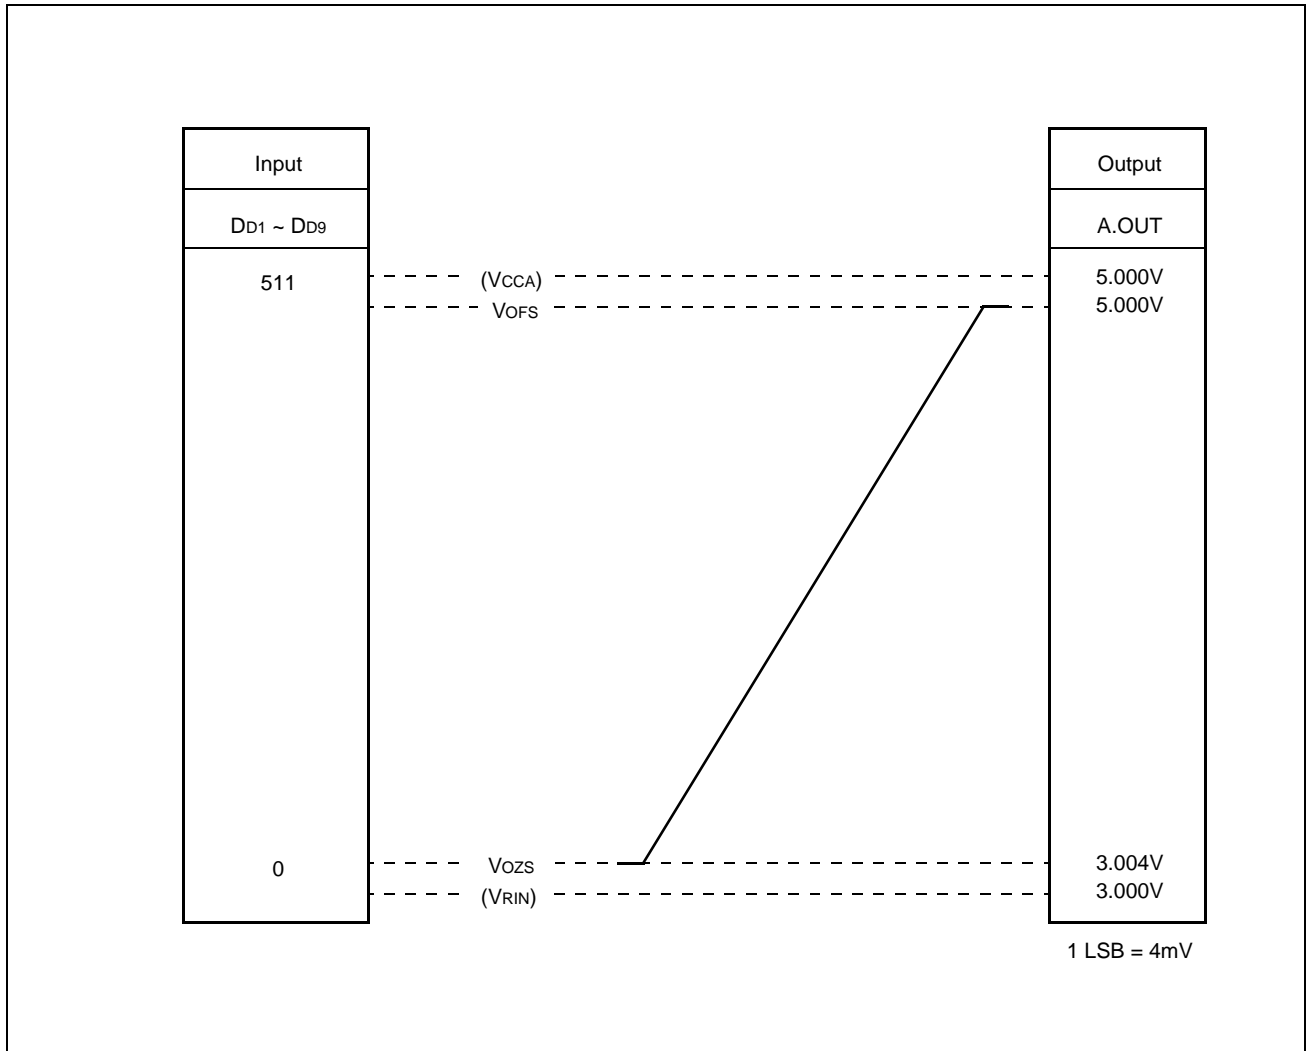 Input
Output
DD1 ~ DD9
A.OUT
511
(VCCA)
5.000V
VOFS
5.000V
0
VOZS
3.004V
(VRIN)
3.000V
1 LSB = 4mV